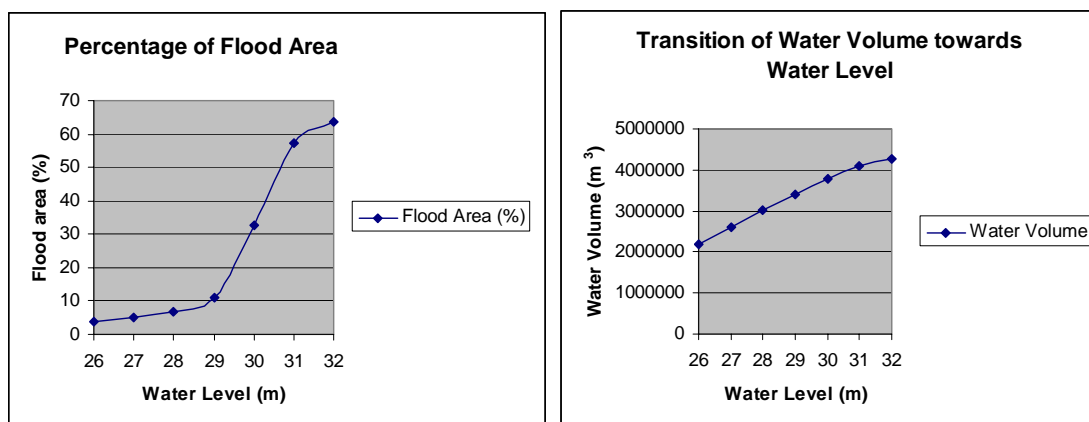 Percentage of Flood Area
70
60
50
40
30
20
10
0
Flood area (%)
26 27 28 29 30 31 32
Water Level (m)
Flood Area (%)
Transition of Water Volume towards
Water Level
5000000
4000000
3000000
2000000
1000000
0
Water Volume (m ³)
26 27 28 29 30 31 32
Water Level (m)
Water Volume